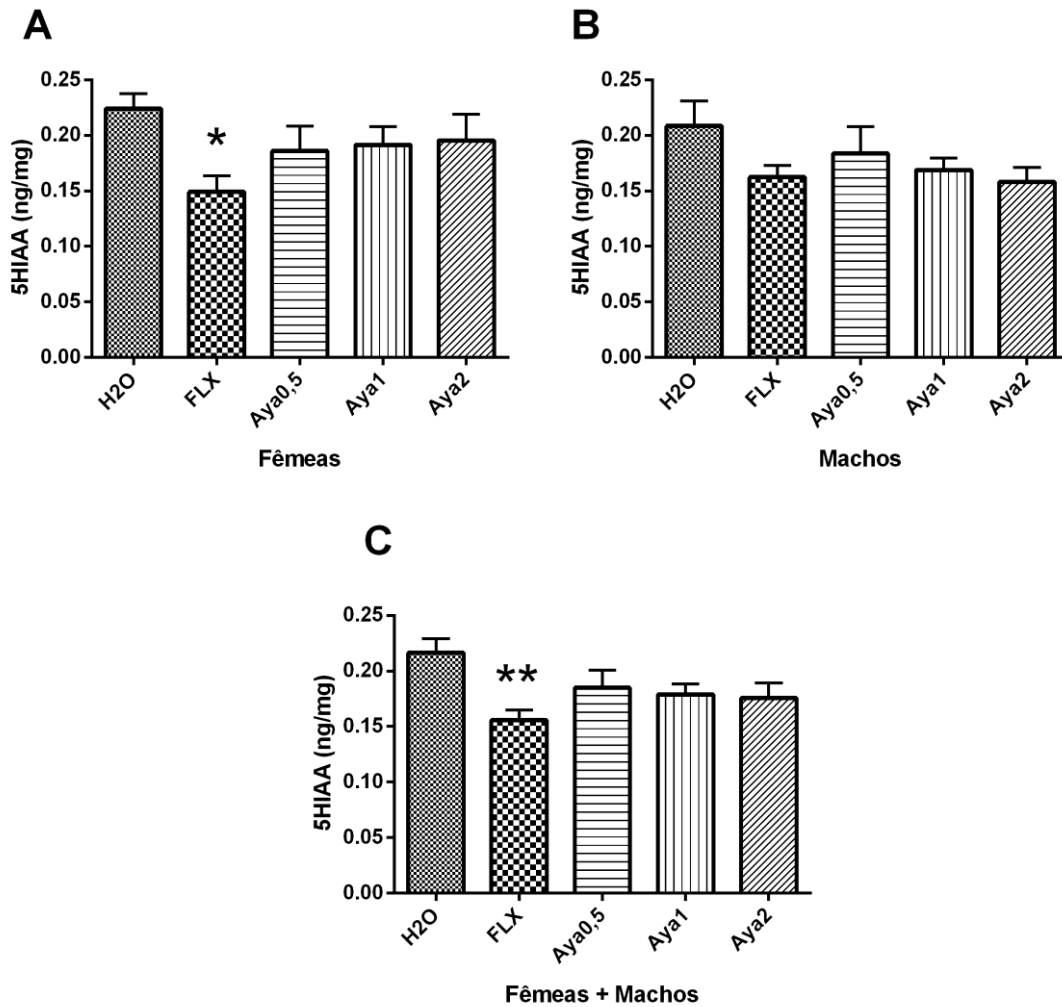 A
5HIAA (ng/mg)
0.25
0.20
0.15
0.10
0.05
0.00
*
H2O
FLX
Aya0,5
Aya1
Aya2
Fêmeas
B
5HIAA (ng/mg)
0.25
0.20
0.15
0.10
0.05
0.00
H2O
FLX
Aya0,5
Aya1
Aya2
Machos
C
5HIAA (ng/mg)
0.25
0.20
0.15
0.10
0.05
0.00
**
H2O
FLX
Aya0,5
Aya1
Aya2
Fêmeas + Machos